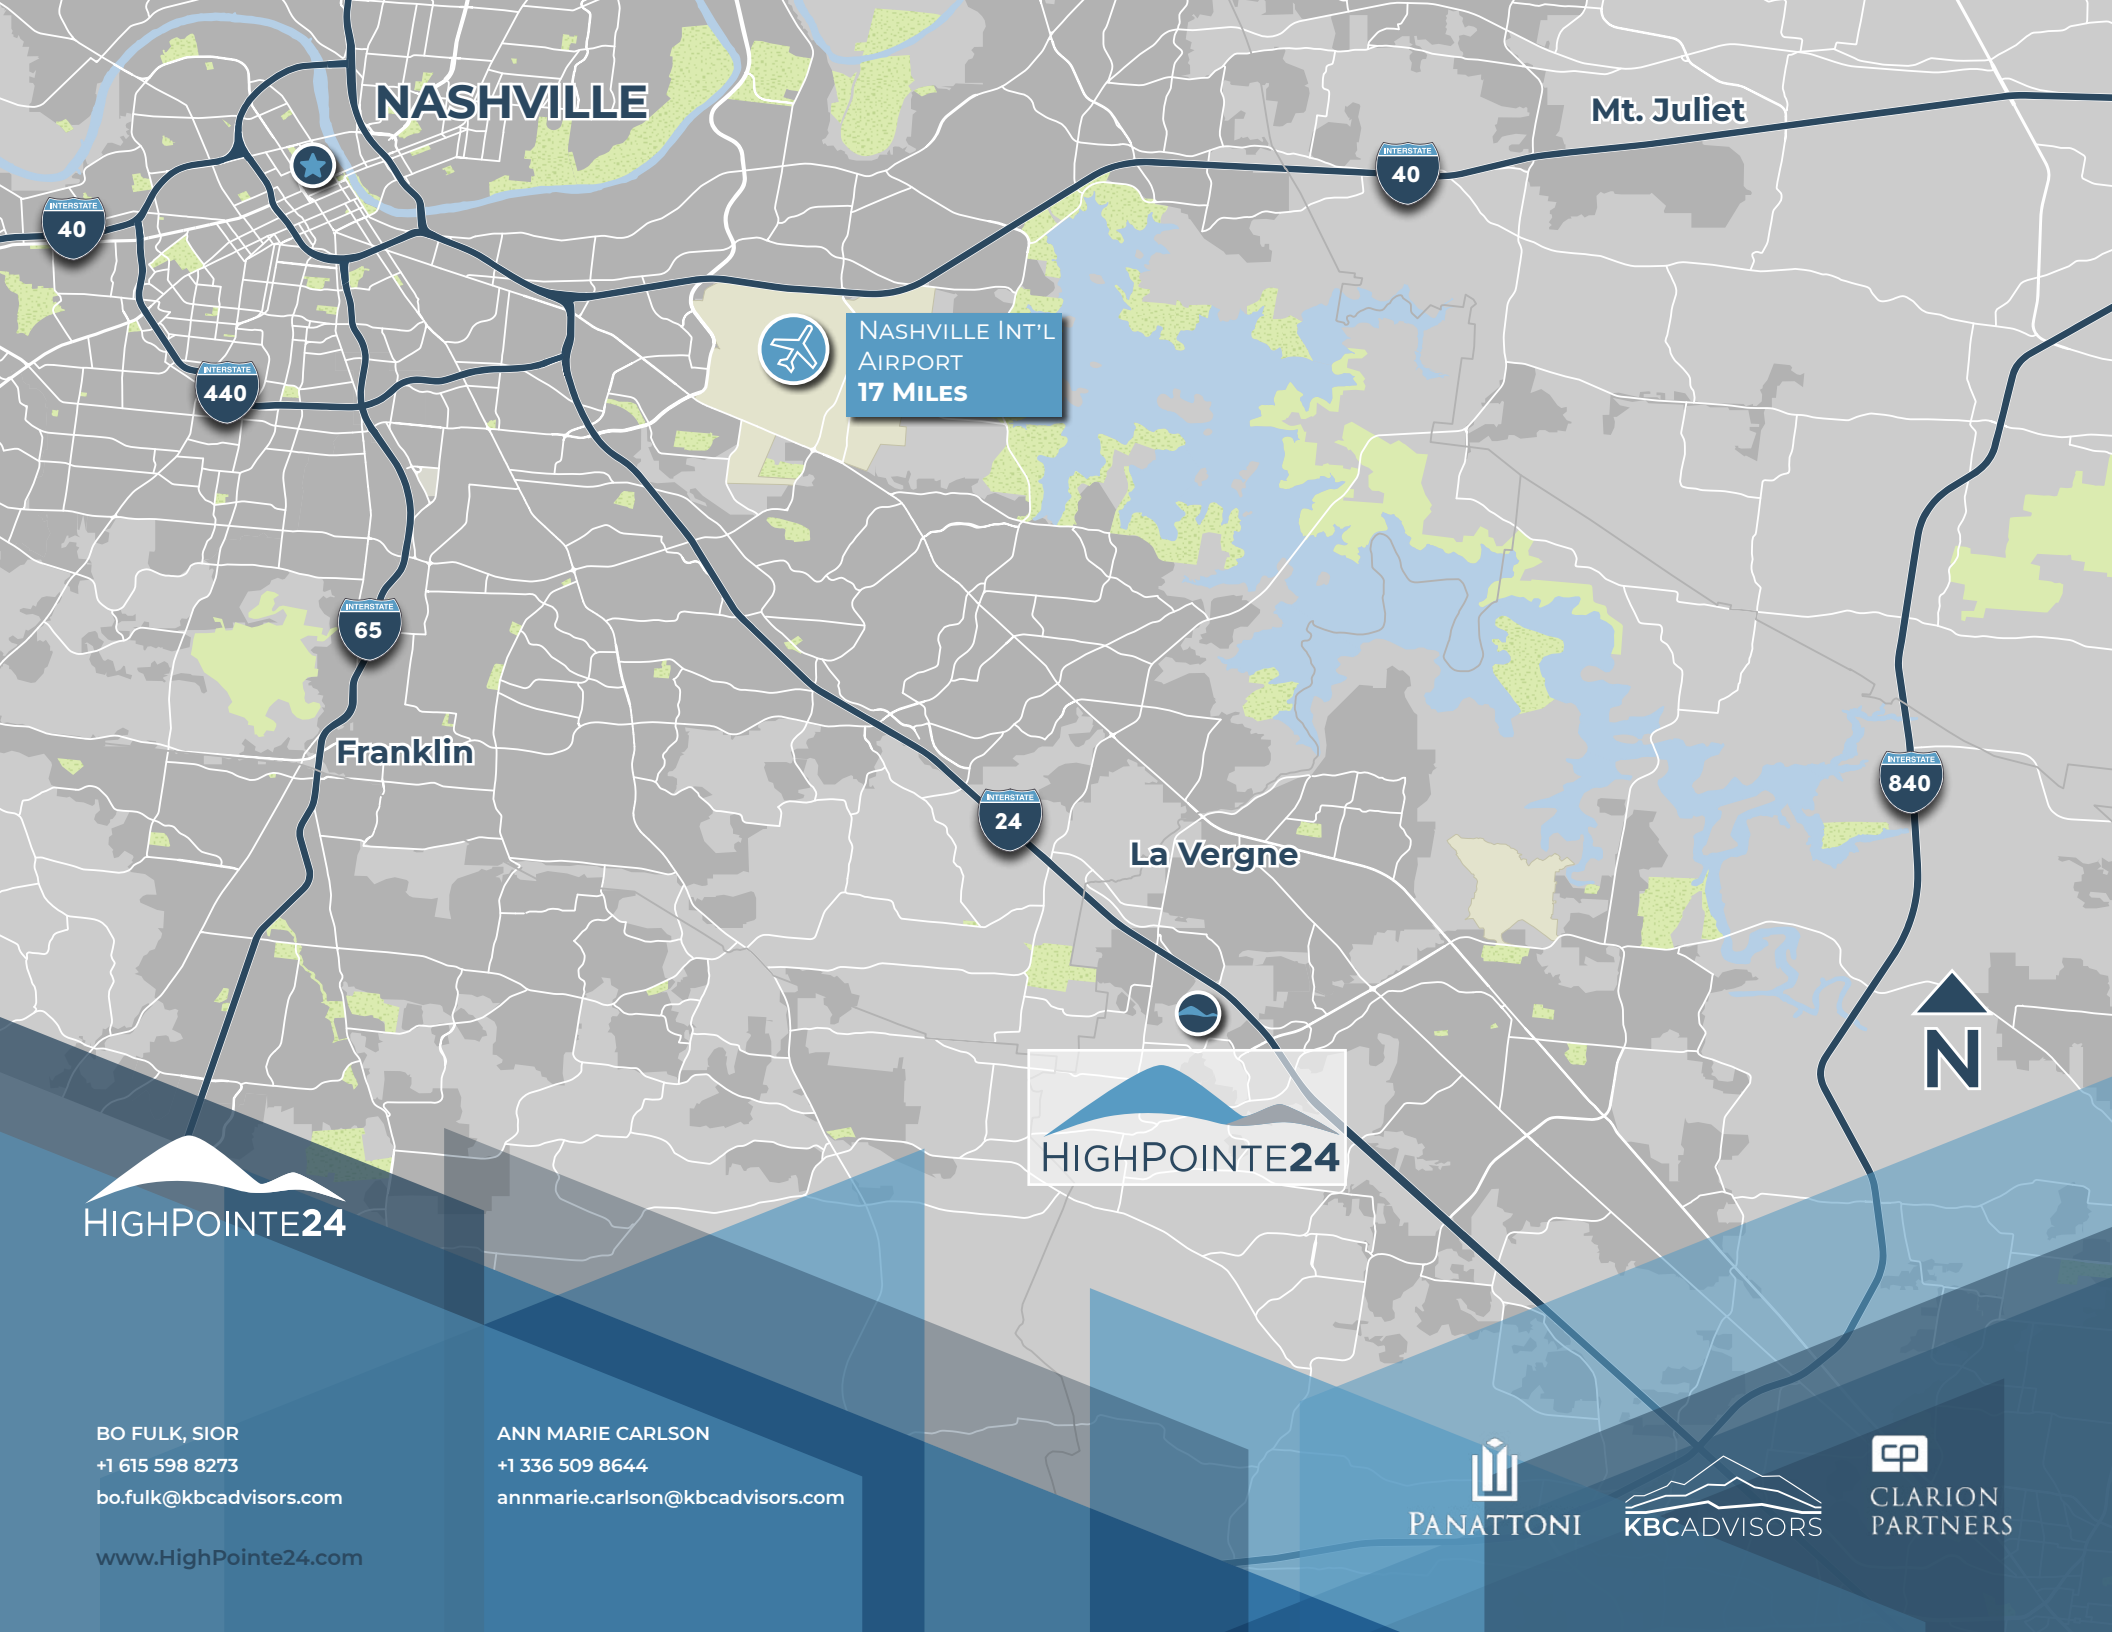 NASHVILLE
Mt. Juliet
INTERSTATE
40
INTERSTATE
40
NASHVILLE INT'L
AIRPORT
17 MILES
INTERSTATE
440
INTERSTATE
65
Franklin
INTERSTATE
840
INTERSTATE
24
La Vergne
N
HIGHPOINTE24
HIGHPOINTE24
BO FULK, SIOR
+1 615 598 8273
bo.fulk@kbcadvisors.com
www.HighPointe24.com
ANN MARIE CARLSON
+1 336 509 8644
annmarie.carlson@kbcadvisors.com
PANATTONI
KBCADVISORS
cp
CLARION
PARTNERS